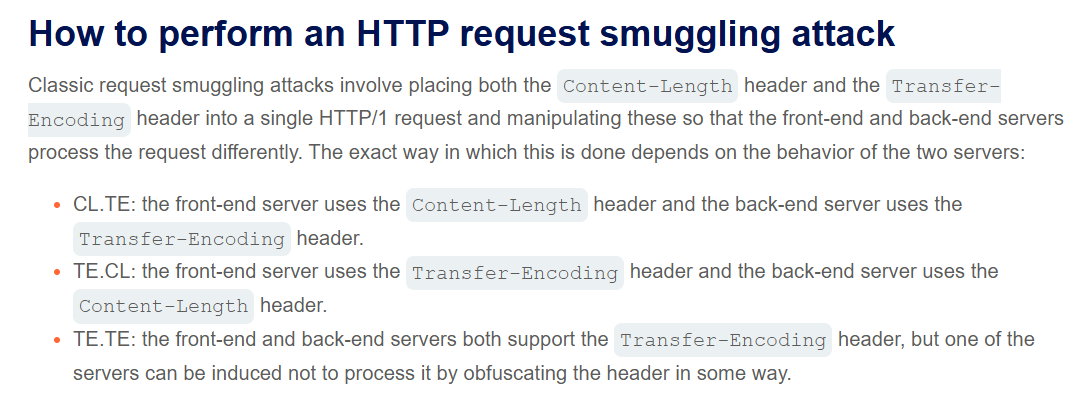 How to perform an HTTP request smuggling attack
Classic request smuggling attacks involve placing both the Content-Length header and the Transfer-
Encoding header into a single HTTP/1 request and manipulating these so that the front-end and back-end servers
process the request differently. The exact way in which this is done depends on the behavior of the two servers:
• CL.TE: the front-end server uses the Content-Length header and the back-end server uses the
Transfer-Encoding header.
• TE.CL: the front-end server uses the Transfer-Encoding header and the back-end server uses the
Content-Length header.
• TE.TE: the front-end and back-end servers both support the Transfer-Encoding header, but one of the
servers can be induced not to process it by obfuscating the header in some way.